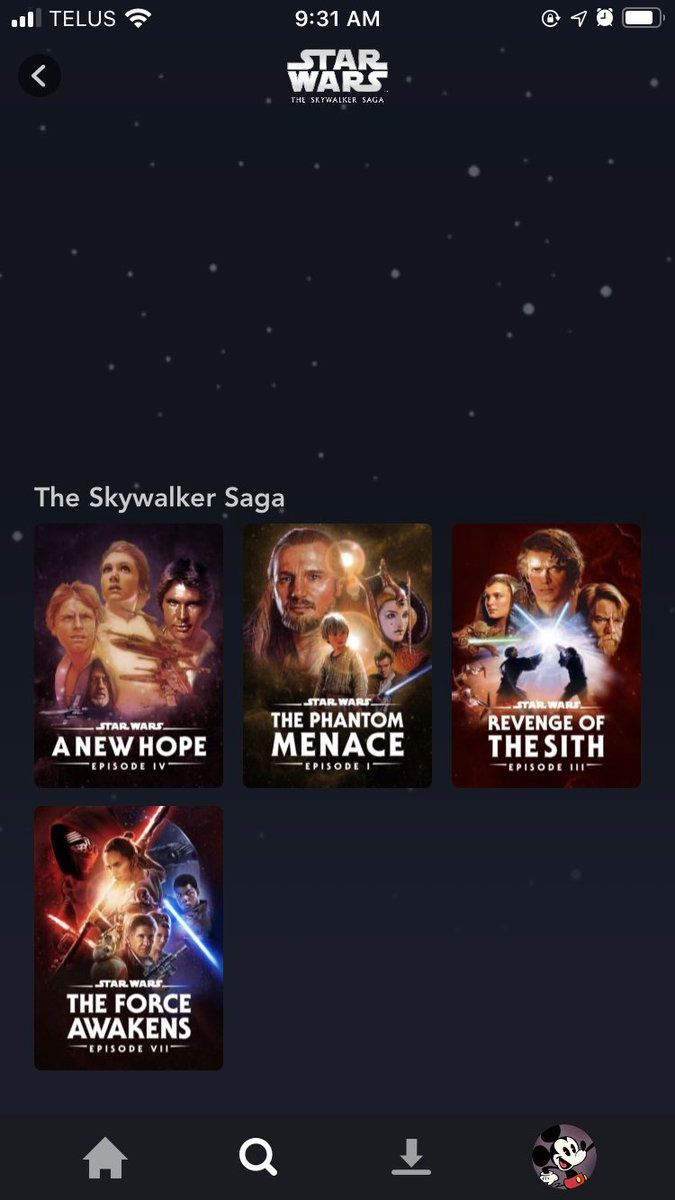 TELUS 9:31 AM
STAR
WARS
THE SKYWALKER SAGA
The Skywalker Saga
STAR WARS
A NEW HOPE
EPISODE IV
STAR WARS
THE PHANTOM
MENACE
EPISODE I
STAR WARS
REVENGE OF
THE SITH
EPISODE III
STAR WARS
THE FORCE
AWAKENS
EPISODE VII